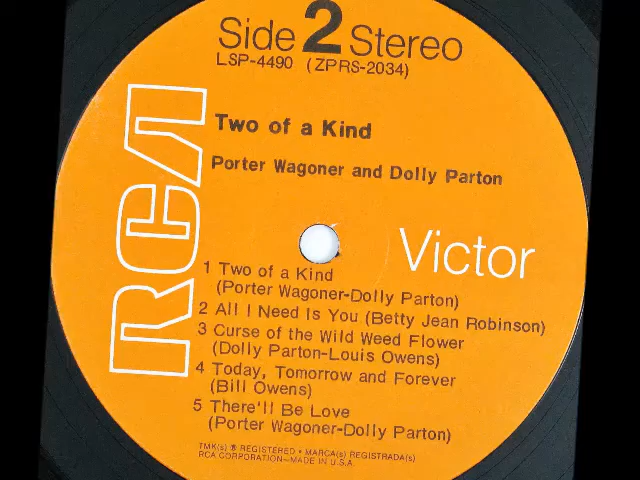 Side 2 Stereo
LSP-4490 (ZPRS-2034)
Two of a Kind
Porter Wagoner and Dolly Parton
RCA
Victor
1 Two of a Kind
(Porter Wagoner-Dolly Parton)
2 All I Need Is You (Betty Jean Robinson)
3 Curse of the Wild Weed Flower
(Dolly Parton-Louis Owens)
4 Today, Tomorrow and Forever
(Bill Owens)
5 There'll Be Love
(Porter Wagoner-Dolly Parton)
TMK(s) ® REGISTERED • MARCA(s) REGISTRADA(s)
RCA CORPORATION—MADE IN U.S.A.